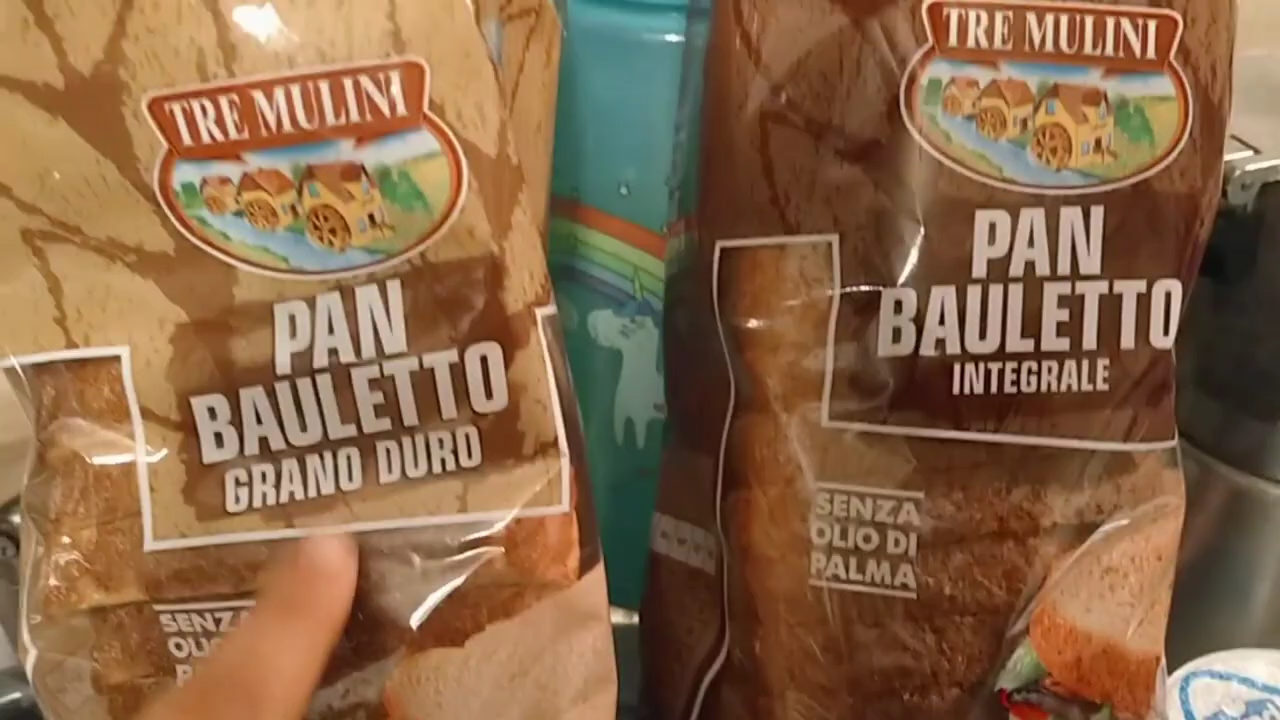 TRE MULINI
PAN
BAULETTO
GRANO DURO
TRE MULINI
PAN
BAULETTO
INTEGRALE
SENZA
OLIO DI
PALMA